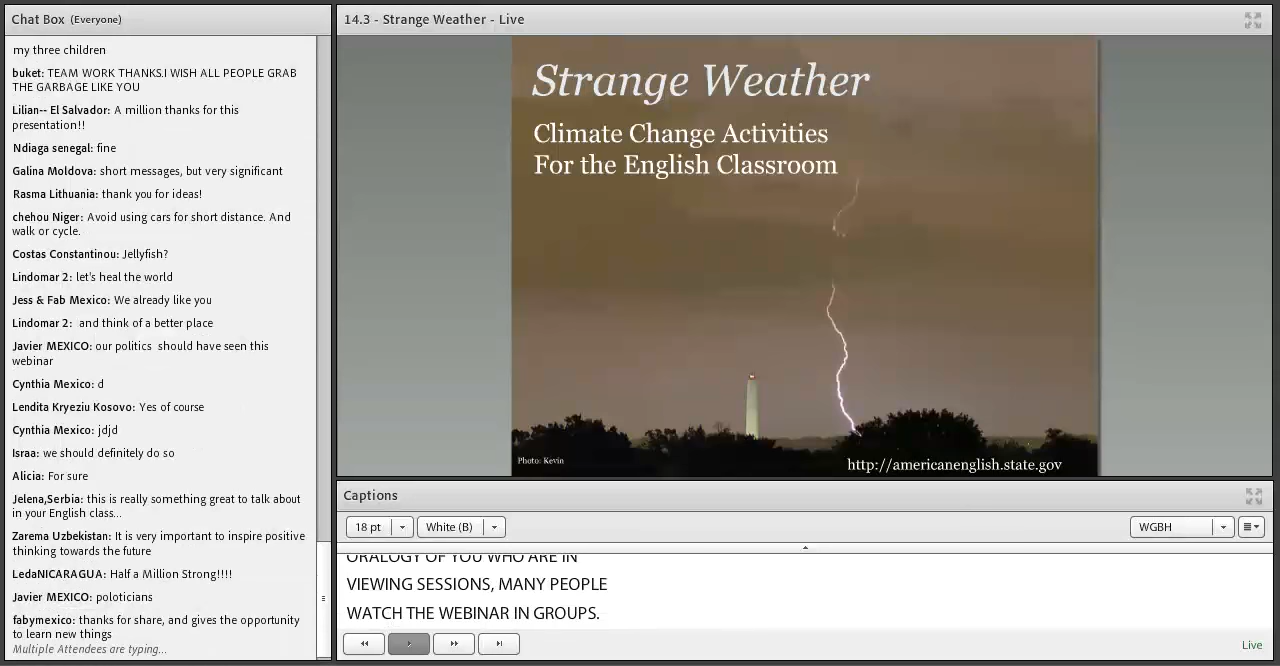 Chat Box (Everyone)
my three children
buket: TEAM WORK THANKS.I WISH ALL PEOPLE GRAB
THE GARBAGE LIKE YOU
Lilian-- El Salvador: A million thanks for this
presentation!!
Ndiaga senegal: fine
Galina Moldova: short messages, but very significant
Rasma Lithuania: thank you for ideas!
chehou Niger: Avoid using cars for short distance. And
walk or cycle.
Costas Constantinou: Jellyfish?
Lindomar 2: let's heal the world
Jess & Fab Mexico: We already like you
Lindomar 2: and think of a better place
Javier MEXICO: our politics should have seen this
webinar
Cynthia Mexico: d
Lendita Kryeziu Kosovo: Yes of course
Cynthia Mexico: jdjd
Israa: we should definitely do so
Alicia: For sure
Jelena,Serbia: this is really something great to talk about
in your English class...
Zarema Uzbekistan: It is very important to inspire positive
thinking towards the future
LedaNICARAGUA: Half a Million Strong!!!!
Javier MEXICO: poloticians
fabymexico: thanks for share, and gives the opportunity
to learn new things
Multiple Attendees are typing...
14.3 - Strange Weather - Live
Strange Weather
Climate Change Activities
For the English Classroom
Photo: Kevin
http://americanenglish.state.gov
Captions
18 pt
White (B)
WGBH
ORALOGY OF YOU WHO ARE IN
VIEWING SESSIONS, MANY PEOPLE
WATCH THE WEBINAR IN GROUPS.
Live